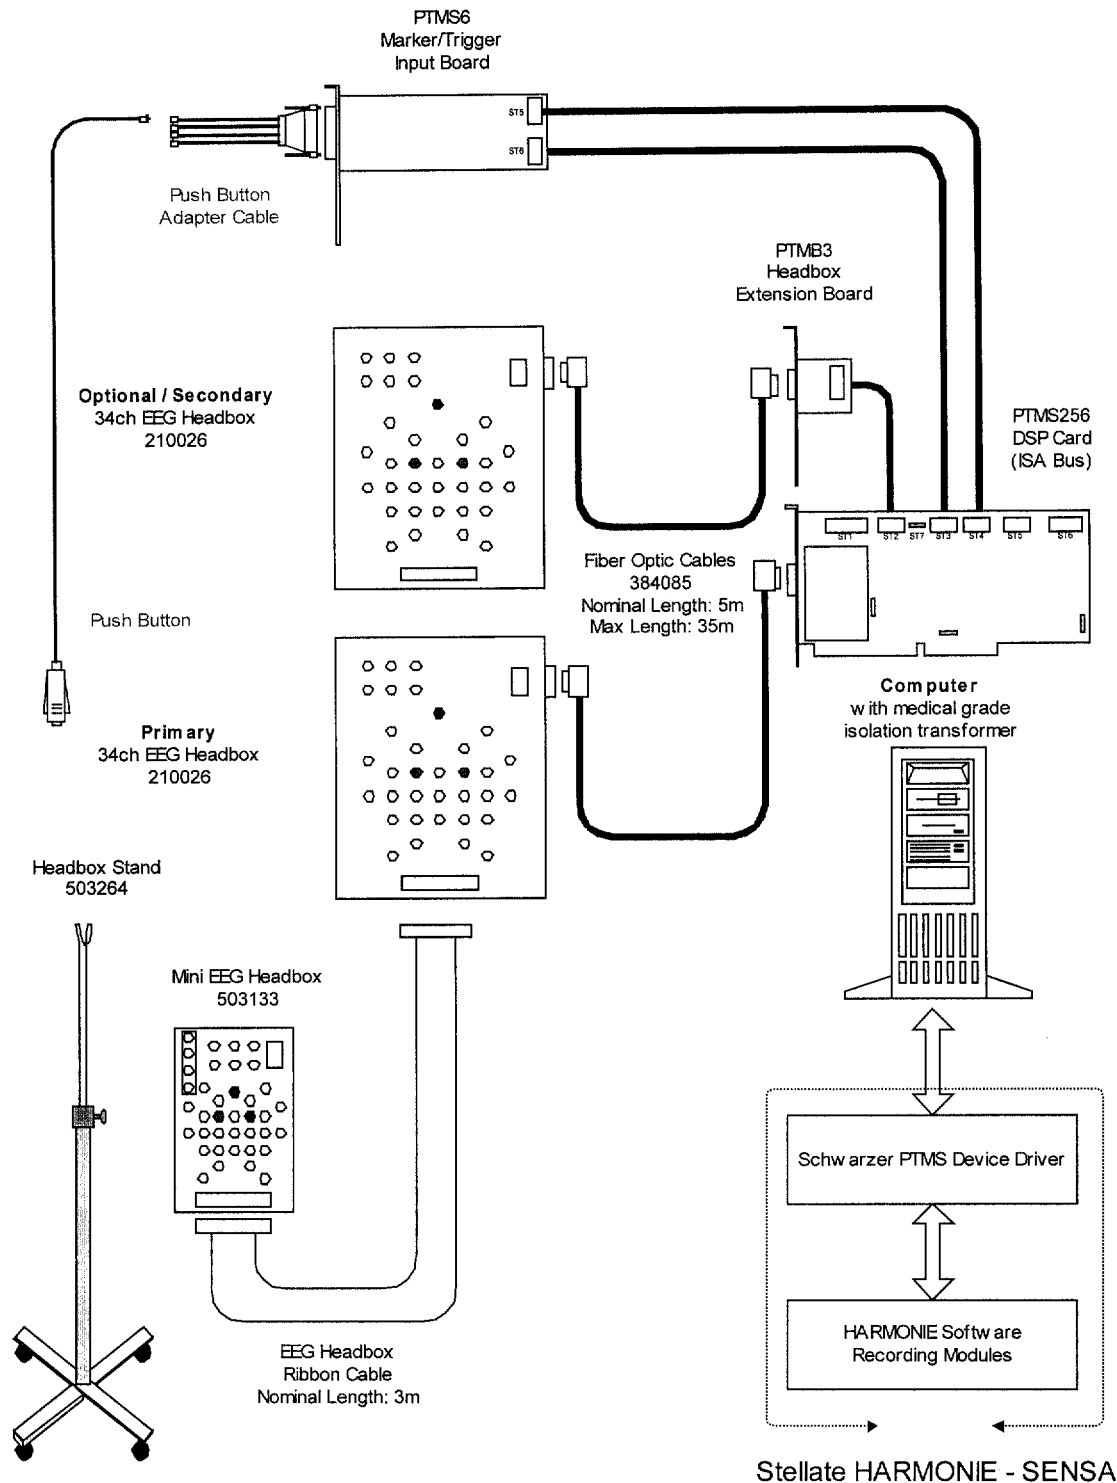 PTMS6
Marker/Trigger
Input Board
ST5
ST6
Push Button
Adapter Cable
PTMB3
Headbox
Extension Board
Optional / Secondary
34ch EEG Headbox
210026
PTMS256
DSP Card
(ISA Bus)
ST1
ST2
ST7
ST3
ST4
ST5
ST6
Fiber Optic Cables
384085
Nominal Length: 5m
Max Length: 35m
Push Button
Primary
34ch EEG Headbox
210026
Computer
with medical grade
isolation transformer
Headbox Stand
503264
Mini EEG Headbox
503133
Schwarzer PTMS Device Driver
HARMONIE Software
Recording Modules
EEG Headbox
Ribbon Cable
Nominal Length: 3m
Stellate HARMONIE - SENSA